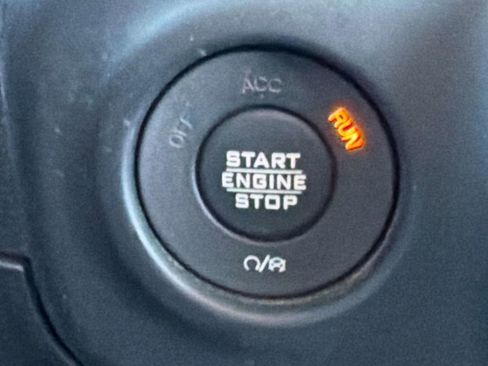 ACC
OFF
RUN
START
ENGINE
STOP